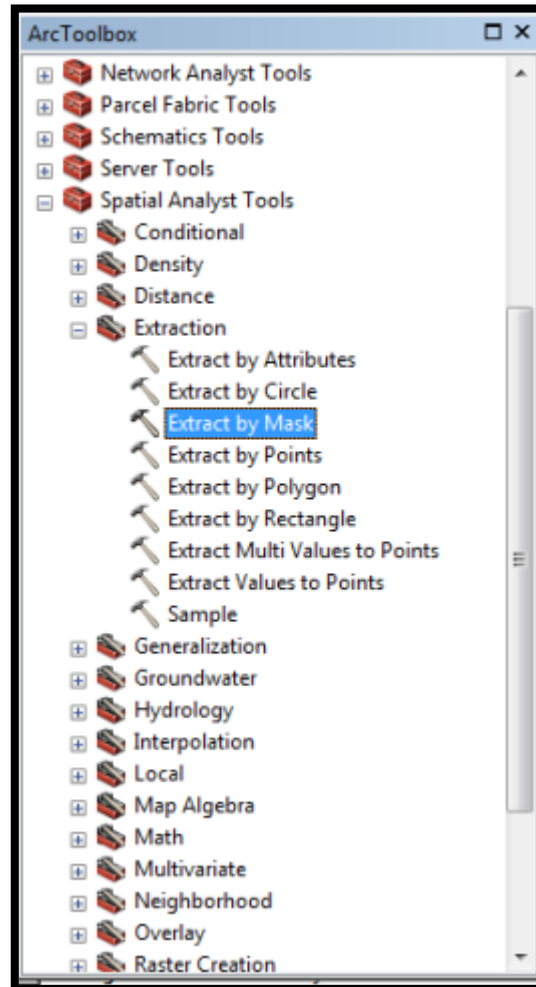 ArcToolbox
Network Analyst Tools
Parcel Fabric Tools
Schematics Tools
Server Tools
Spatial Analyst Tools
Conditional
Density
Distance
Extraction
Extract by Attributes
Extract by Circle
Extract by Mask
Extract by Points
Extract by Polygon
Extract by Rectangle
Extract Multi Values to Points
Extract Values to Points
Sample
Generalization
Groundwater
Hydrology
Interpolation
Local
Map Algebra
Math
Multivariate
Neighborhood
Overlay
Raster Creation